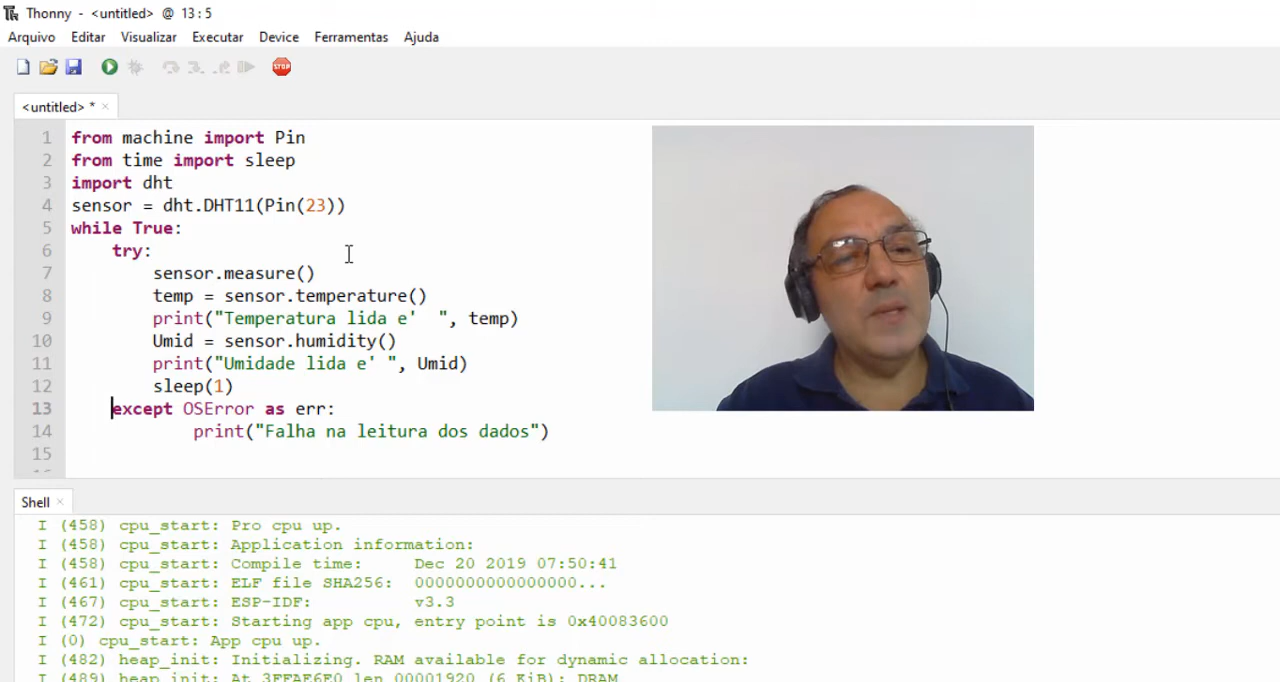 Thonny - <untitled> @ 13:5
Arquivo Editar Visualizar Executar Device Ferramentas Ajuda
STOP
<untitled> * ×
1 from machine import Pin
2 from time import sleep
3 import dht
4 sensor = dht.DHT11(Pin(23))
5 while True:
6 try:
7 sensor.measure()
8 temp = sensor.temperature()
9 print("Temperatura lida e'  ", temp)
10 Umid = sensor.humidity()
11 print("Umidade lida e' ", Umid)
12 sleep(1)
13 except OSError as err:
14 print("Falha na leitura dos dados")
15
Shell ×
I (458) cpu_start: Pro cpu up.
I (458) cpu_start: Application information:
I (458) cpu_start: Compile time: Dec 20 2019 07:50:41
I (461) cpu_start: ELF file SHA256: 0000000000000000...
I (467) cpu_start: ESP-IDF: v3.3
I (472) cpu_start: Starting app cpu, entry point is 0x40083600
I (0) cpu_start: App cpu up.
I (482) heap_init: Initializing. RAM available for dynamic allocation:
I (489) heap_init: At 3FFAE6E0 len 00001920 (6 KiB): DRAM